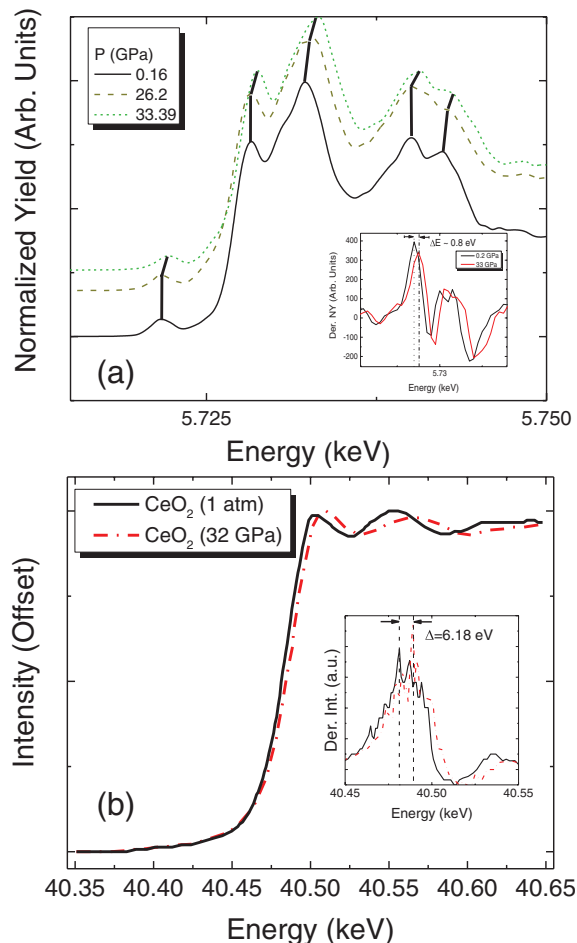 (a)
P (GPa)
0.16
26.2
33.39
Normalized Yield (Arb. Units)
400
300
200
100
0
-100
-200
Der. NY (Arb. Units)
ΔE ~ 0.8 eV
0.2 GPa
33 GPa
5.73
Energy (keV)
5.725
5.750
Energy (keV)
CeO₂ (1 atm)
CeO₂ (32 GPa)
Intensity (Offset)
(b)
Δ=6.18 eV
Der. Int. (a.u.)
40.45
40.50
40.55
Energy (keV)
40.35
40.40
40.45
40.50
40.55
40.60
40.65
Energy (keV)